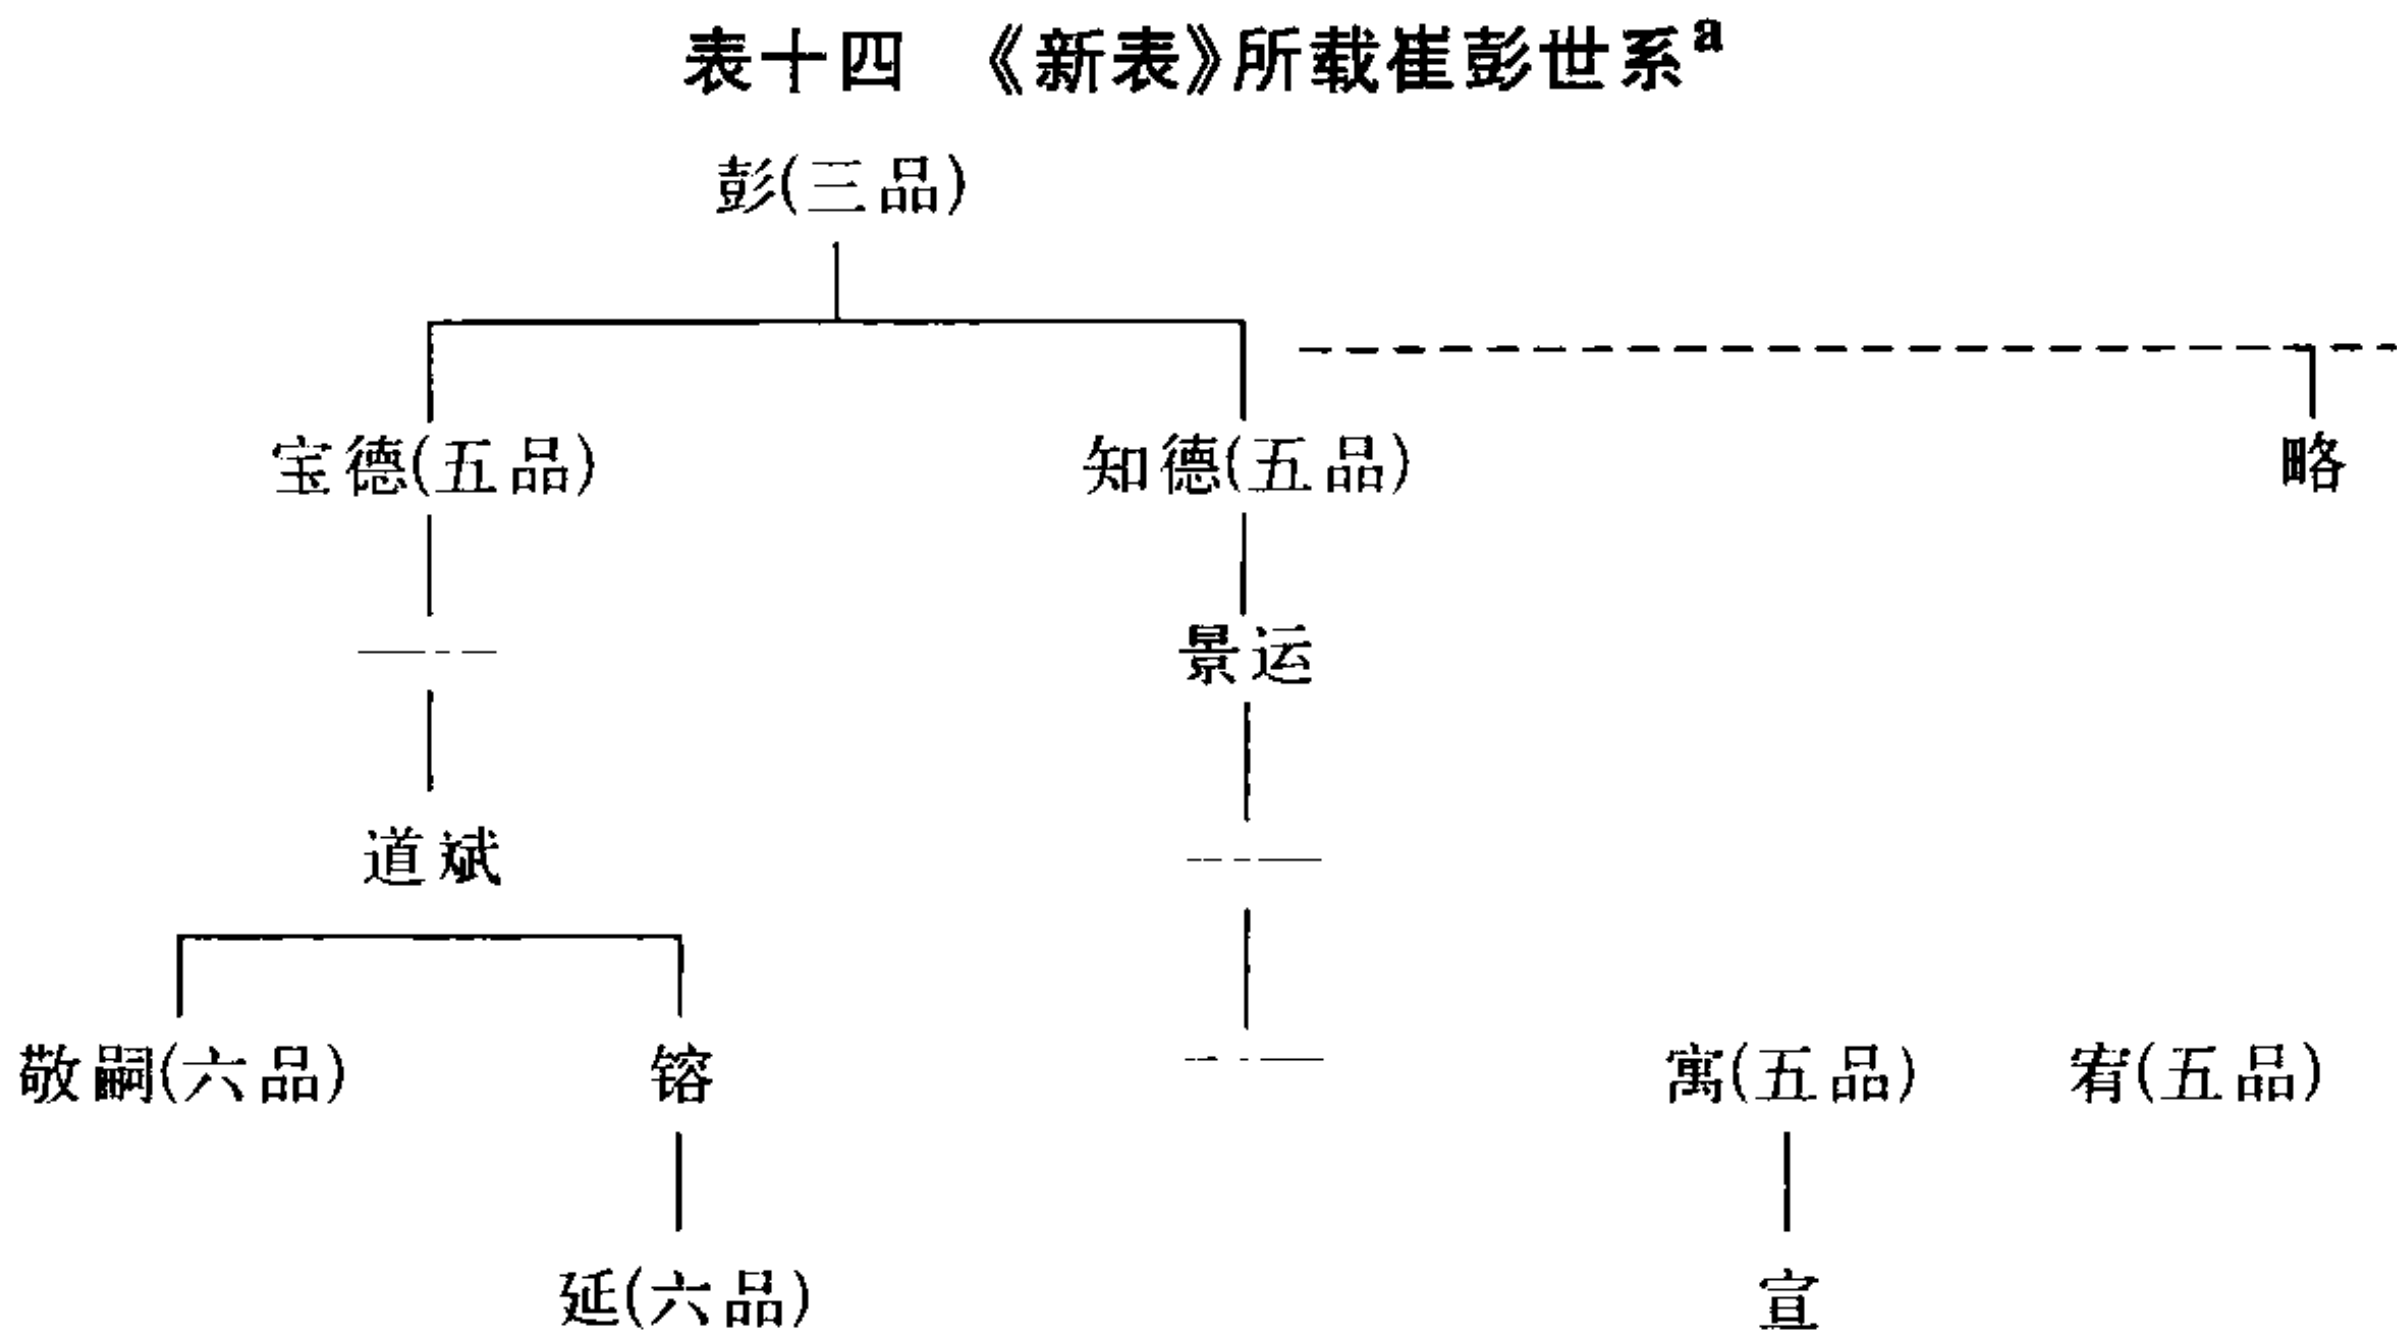 表十四 《新表》所载崔彭世系a
彭(三品)
宝德(五品) 知德(五品) 略
景运
道斌
敬嗣(六品) 镕 寓(五品) 宥(五品)
延(六品) 宣